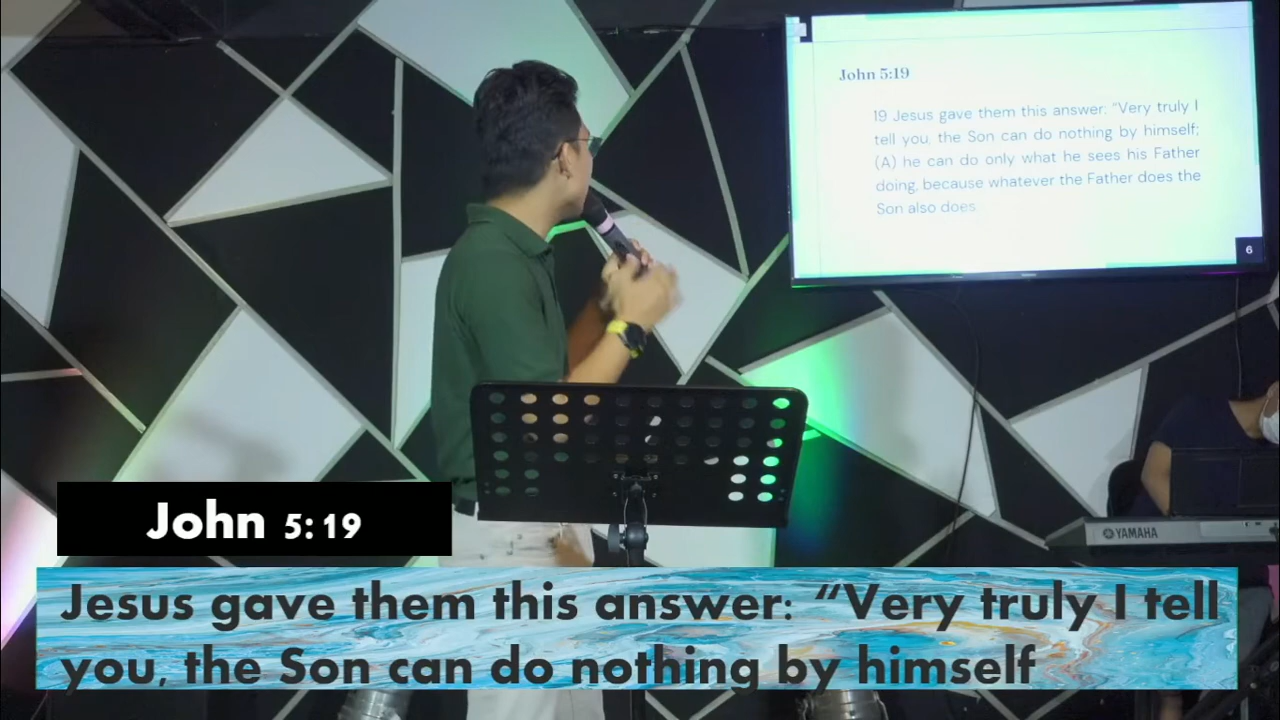 John 5:19
19 Jesus gave them this answer: “Very truly I
tell you, the Son can do nothing by himself;
(A) he can do only what he sees his Father
doing, because whatever the Father does the
Son also does.
6
YAMAHA
John 5:19
Jesus gave them this answer: “Very truly I tell
you, the Son can do nothing by himself